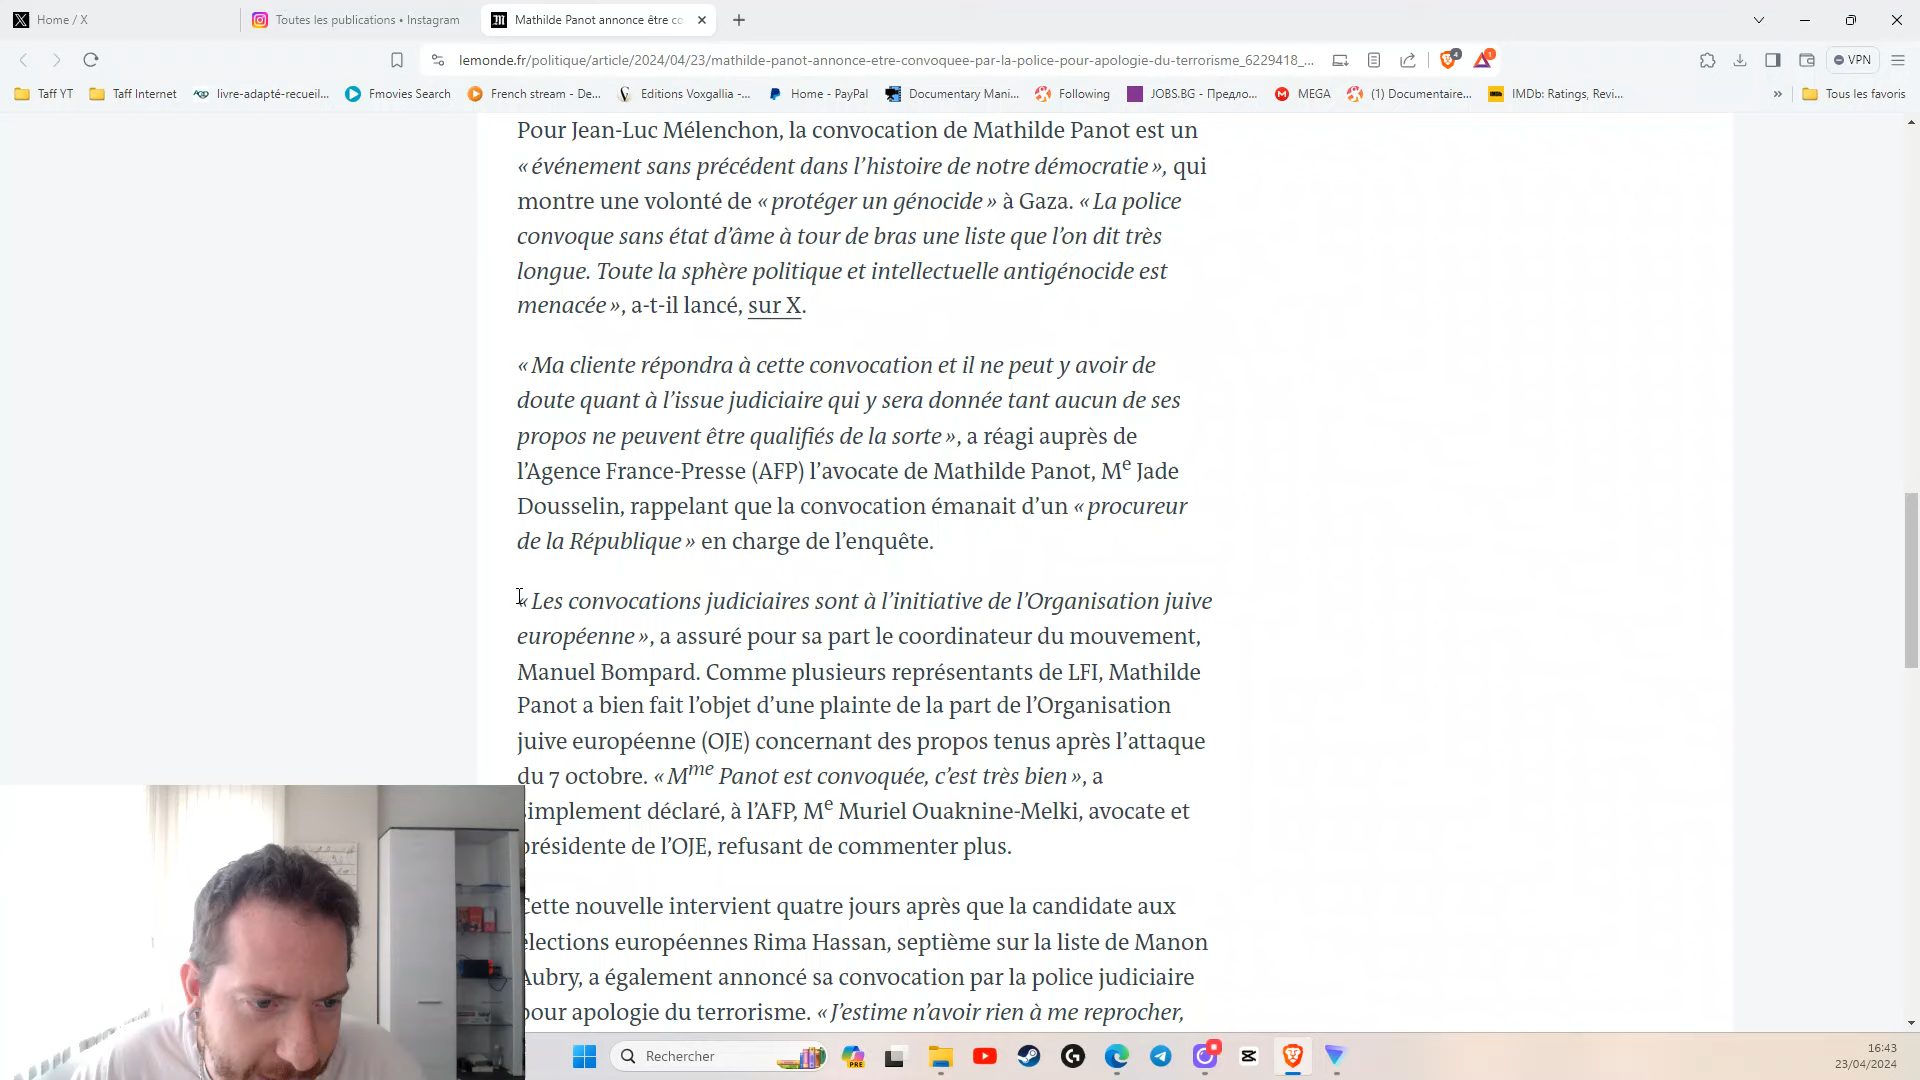 Home / X
Toutes les publications • Instagram
Mathilde Panot annonce être co
lemonde.fr/politique/article/2024/04/23/mathilde-panot-annonce-etre-convoquee-par-la-police-pour-apologie-du-terrorisme_6229418_...
4
1
VPN
Taff YT
Taff Internet
livre-adapté-recueil...
Fmovies Search
French stream - De...
Editions Voxgallia –...
Home - PayPal
Documentary Mani...
Following
JOBS.BG - Предло...
MEGA
(1) Documentaire...
IMDb: Ratings, Revi...
»
Tous les favoris
Pour Jean-Luc Mélenchon, la convocation de Mathilde Panot est un
« événement sans précédent dans l’histoire de notre démocratie », qui
montre une volonté de « protéger un génocide » à Gaza. « La police
convoque sans état d’âme à tour de bras une liste que l’on dit très
longue. Toute la sphère politique et intellectuelle antigénocide est
menacée », a-t-il lancé, sur X.
« Ma cliente répondra à cette convocation et il ne peut y avoir de
doute quant à l’issue judiciaire qui y sera donnée tant aucun de ses
propos ne peuvent être qualifiés de la sorte », a réagi auprès de
l’Agence France-Presse (AFP) l’avocate de Mathilde Panot, Me Jade
Dousselin, rappelant que la convocation émanait d’un « procureur
de la République » en charge de l’enquête.
« Les convocations judiciaires sont à l’initiative de l’Organisation juive
européenne », a assuré pour sa part le coordinateur du mouvement,
Manuel Bompard. Comme plusieurs représentants de LFI, Mathilde
Panot a bien fait l’objet d’une plainte de la part de l’Organisation
juive européenne (OJE) concernant des propos tenus après l’attaque
du 7 octobre. « Mme Panot est convoquée, c’est très bien », a
simplement déclaré, à l’AFP, Me Muriel Ouaknine-Melki, avocate et
présidente de l’OJE, refusant de commenter plus.
Cette nouvelle intervient quatre jours après que la candidate aux
élections européennes Rima Hassan, septième sur la liste de Manon
Aubry, a également annoncé sa convocation par la police judiciaire
pour apologie du terrorisme. « J’estime n’avoir rien à me reprocher,
Rechercher
PRE
16:43
23/04/2024